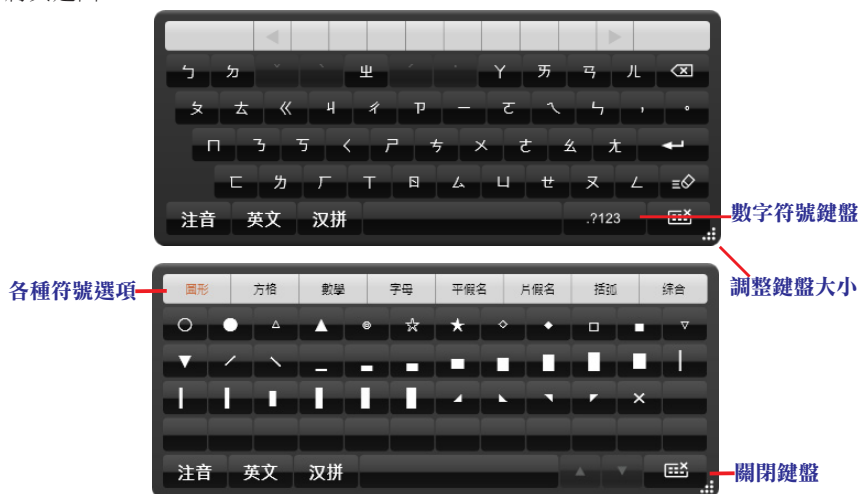 ㄅ ㄉ ˇ ˋ ㄓ ˊ ˙ ㄚ ㄞ ㄢ ㄦ
ㄆ ㄊ ㄍ ㄐ ㄔ ㄗ ㄧ ㄛ ㄟ ㄣ , 。
ㄇ ㄋ ㄎ ㄑ ㄕ ㄘ ㄨ ㄜ ㄠ ㄤ
ㄈ ㄌ ㄏ ㄒ ㄖ ㄙ ㄩ ㄝ ㄡ ㄥ
注音 英文 汉拼 .?123
數字符號鍵盤
調整鍵盤大小
各種符號選項
圖形 方格 數學 字母 平假名 片假名 括弧 綜合
○ ● △ ▲ ◎ ☆ ★ ◇ ◆ □ ■ ▽
▼ ╱ ╲ ▁ ▂ ▃ ▄ ▅ ▆ ▇ █ ▏
▎ ▍ ▌ ▋ ▊ ▉ ◢ ◣ ◥ ◤ ✕
注音 英文 汉拼
關閉鍵盤